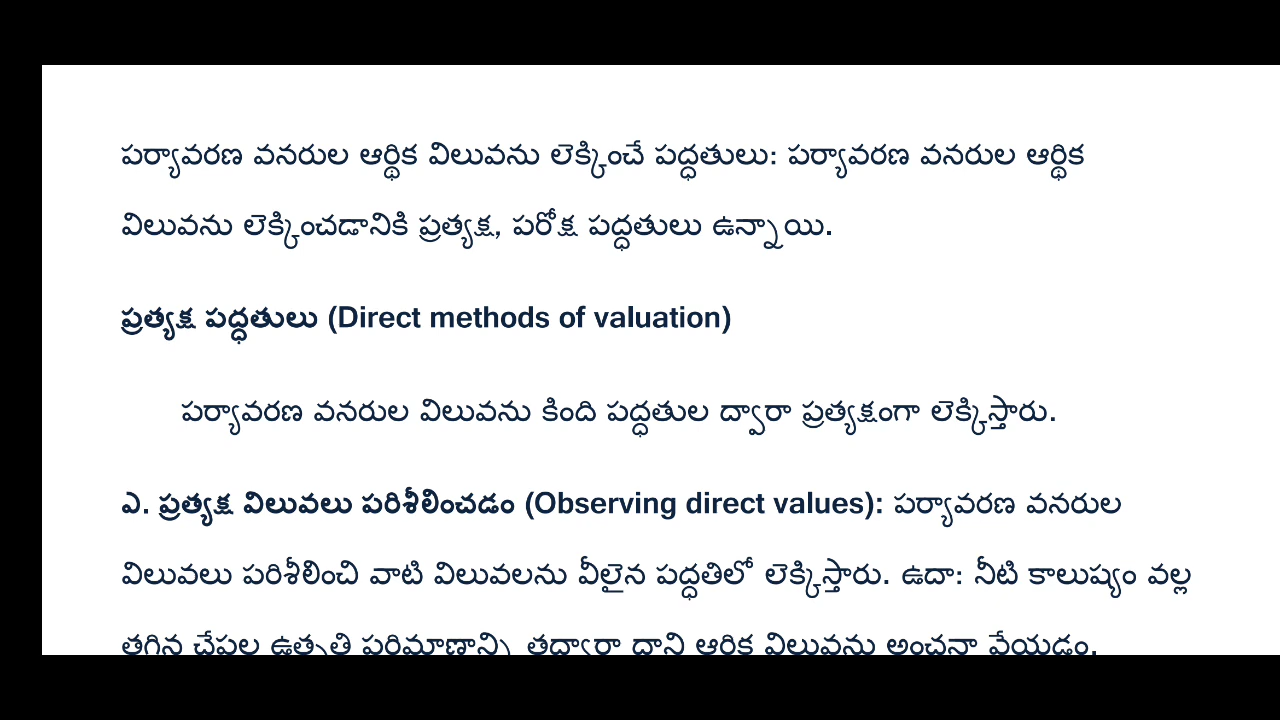 పర్యావరణ వనరుల ఆర్థిక విలువను లెక్కించే పద్ధతులు: పర్యావరణ వనరుల ఆర్థిక
విలువను లెక్కించడానికి ప్రత్యక్ష, పరోక్ష పద్ధతులు ఉన్నాయి.
ప్రత్యక్ష పద్ధతులు (Direct methods of valuation)
పర్యావరణ వనరుల విలువను కింది పద్ధతుల ద్వారా ప్రత్యక్షంగా లెక్కిస్తారు.
ఎ. ప్రత్యక్ష విలువలు పరిశీలించడం (Observing direct values): పర్యావరణ వనరుల
విలువలు పరిశీలించి వాటి విలువలను వీలైన పద్ధతిలో లెక్కిస్తారు. ఉదా: నీటి కాలుష్యం వల్ల
తగ్గిన చేపల ఉత్పత్తి పరిమాణాన్ని, తద్వారా దాని ఆర్థిక విలువను అంచనా వేయడం.